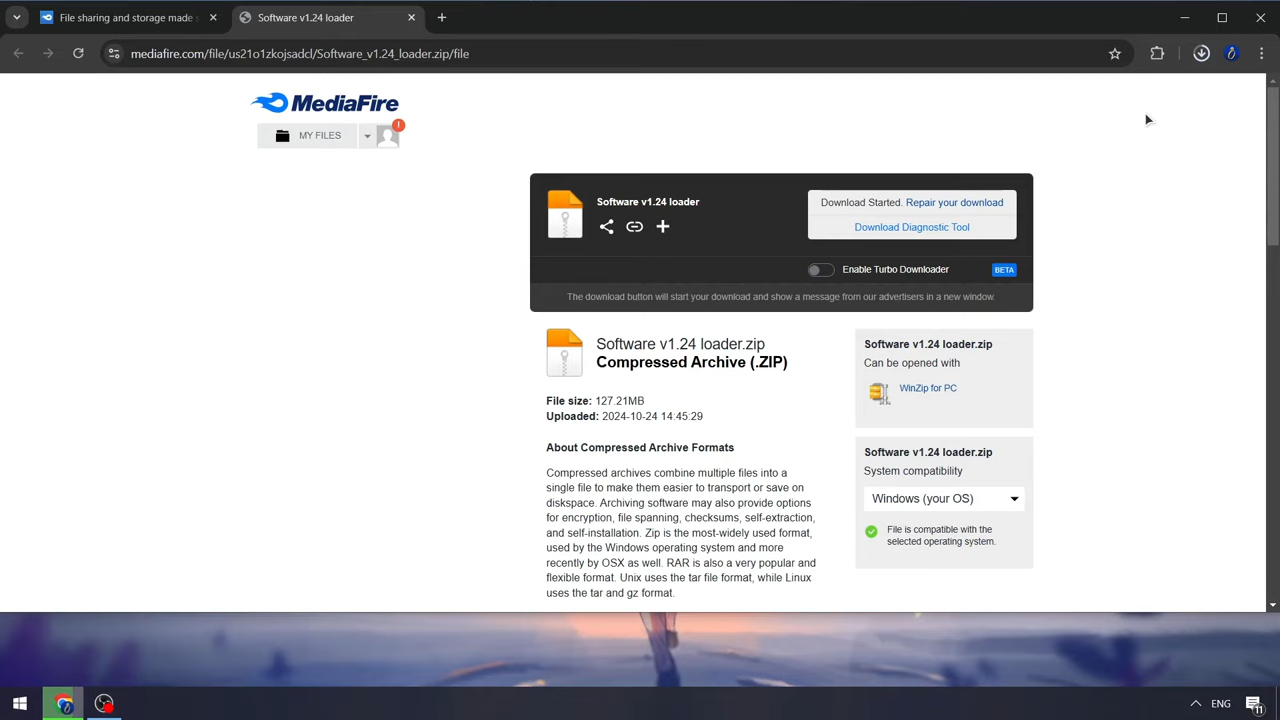 File sharing and storage made s
Software v1.24 loader
mediafire.com/file/us21o1zkojsadcl/Software_v1.24_loader.zip/file
MediaFire
MY FILES
!
Software v1.24 loader
Download Started. Repair your download
Download Diagnostic Tool
Enable Turbo Downloader
BETA
The download button will start your download and show a message from our advertisers in a new window.
Software v1.24 loader.zip
Compressed Archive (.ZIP)
File size: 127.21MB
Uploaded: 2024-10-24 14:45:29
About Compressed Archive Formats
Compressed archives combine multiple files into a
single file to make them easier to transport or save on
diskspace. Archiving software may also provide options
for encryption, file spanning, checksums, self-extraction,
and self-installation. Zip is the most-widely used format,
used by the Windows operating system and more
recently by OSX as well. RAR is also a very popular and
flexible format. Unix uses the tar file format, while Linux
uses the tar and gz format.
Software v1.24 loader.zip
Can be opened with
WinZip for PC
Software v1.24 loader.zip
System compatibility
Windows (your OS)
File is compatible with the
selected operating system.
ENG
11